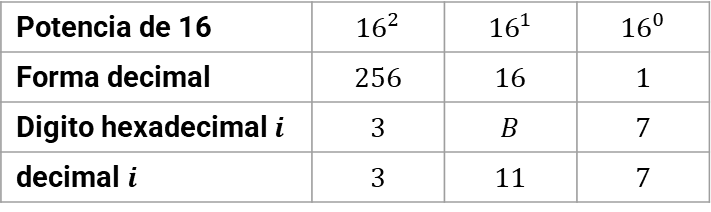 Potencia de 16 16² 16¹ 16⁰
Forma decimal 256 16 1
Digito hexadecimal i 3 B 7
decimal i 3 11 7